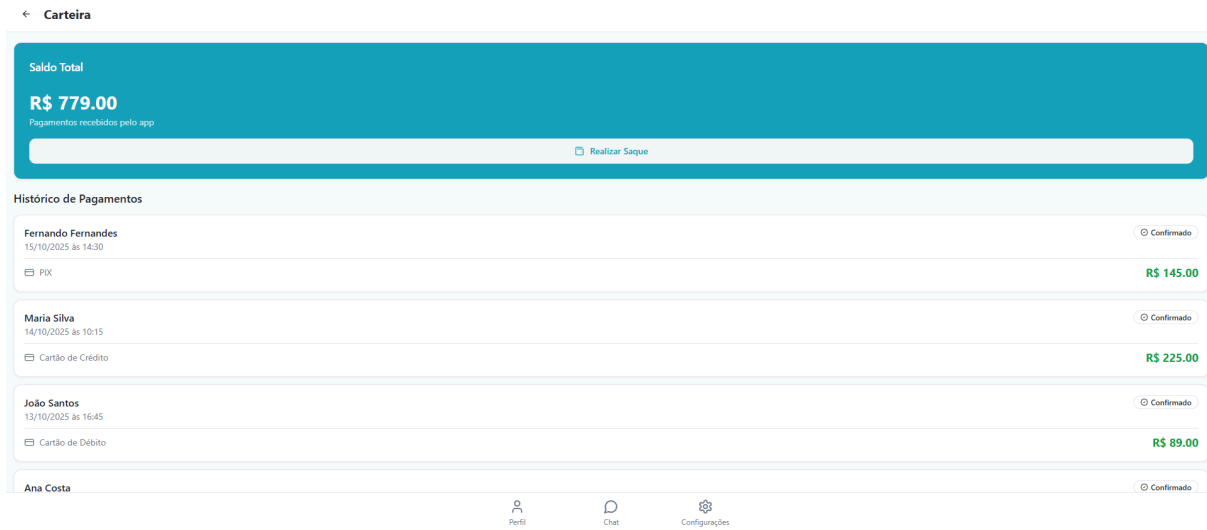 Carteira
Saldo Total
R$ 779.00
Pagamentos recebidos pelo app
Realizar Saque
Histórico de Pagamentos
Fernando Fernandes
Confirmado
15/10/2025 às 14:30
PIX
R$ 145.00
Maria Silva
Confirmado
14/10/2025 às 10:15
Cartão de Crédito
R$ 225.00
João Santos
Confirmado
13/10/2025 às 16:45
Cartão de Débito
R$ 89.00
Ana Costa
Confirmado
Perfil
Chat
Configurações